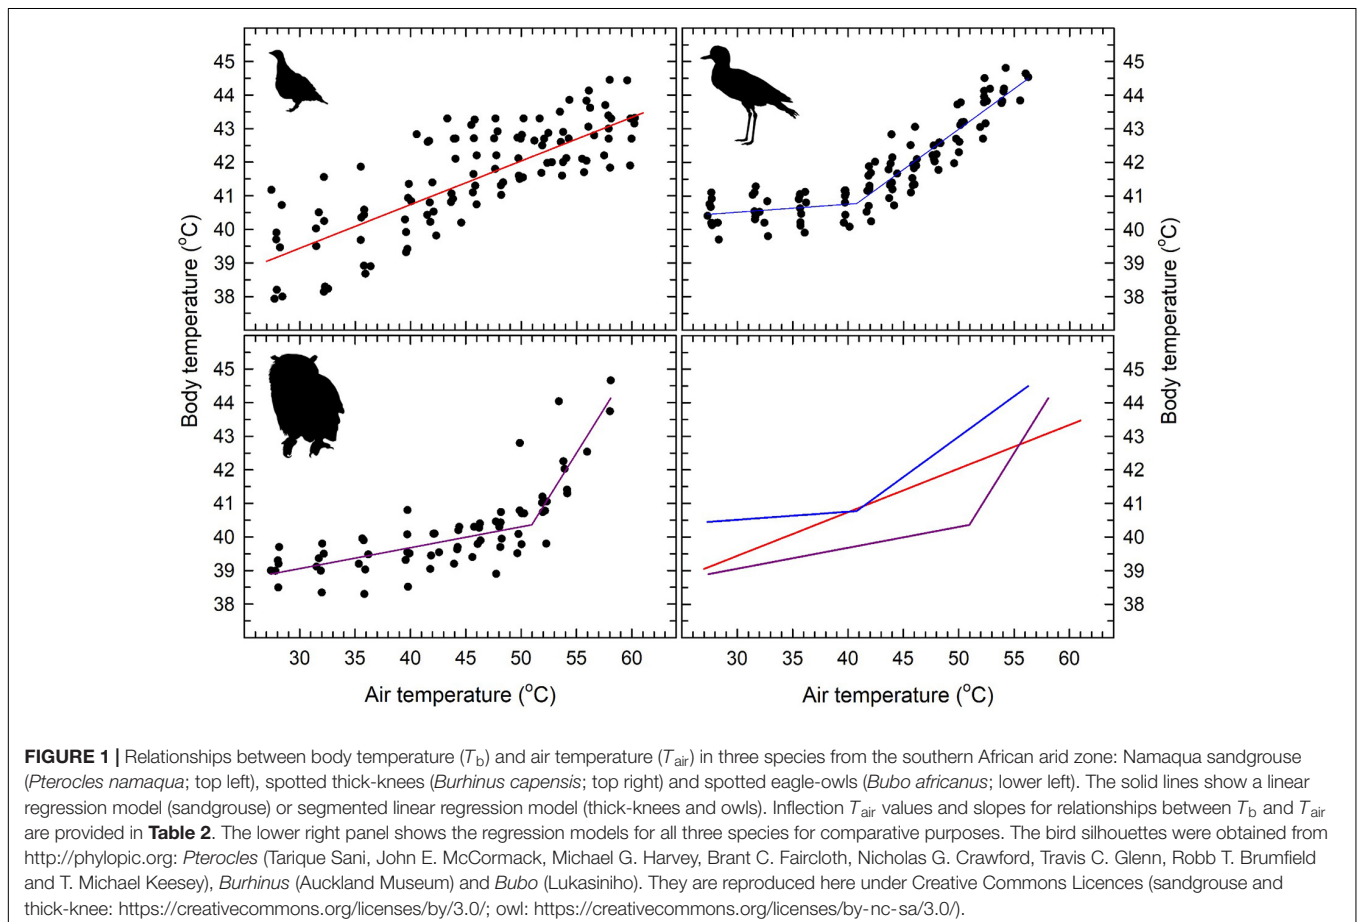 45
44
43
42
41
40
39
38
Body temperature (°C)
45
44
43
42
41
40
39
38
30 35 40 45 50 55 60
Air temperature (°C)
45
44
43
42
41
40
39
38
Body temperature (°C)
45
44
43
42
41
40
39
38
30 35 40 45 50 55 60
Air temperature (°C)
FIGURE 1 | Relationships between body temperature (Tb) and air temperature (Tair) in three species from the southern African arid zone: Namaqua sandgrouse
(Pterocles namaqua; top left), spotted thick-knees (Burhinus capensis; top right) and spotted eagle-owls (Bubo africanus; lower left). The solid lines show a linear
regression model (sandgrouse) or segmented linear regression model (thick-knees and owls). Inflection Tair values and slopes for relationships between Tb and Tair
are provided in Table 2. The lower right panel shows the regression models for all three species for comparative purposes. The bird silhouettes were obtained from
http://phylopic.org: Pterocles (Tarique Sani, John E. McCormack, Michael G. Harvey, Brant C. Faircloth, Nicholas G. Crawford, Travis C. Glenn, Robb T. Brumfield
and T. Michael Keesey), Burhinus (Auckland Museum) and Bubo (Lukasiniho). They are reproduced here under Creative Commons Licences (sandgrouse and
thick-knee: https://creativecommons.org/licenses/by/3.0/; owl: https://creativecommons.org/licenses/by-nc-sa/3.0/).